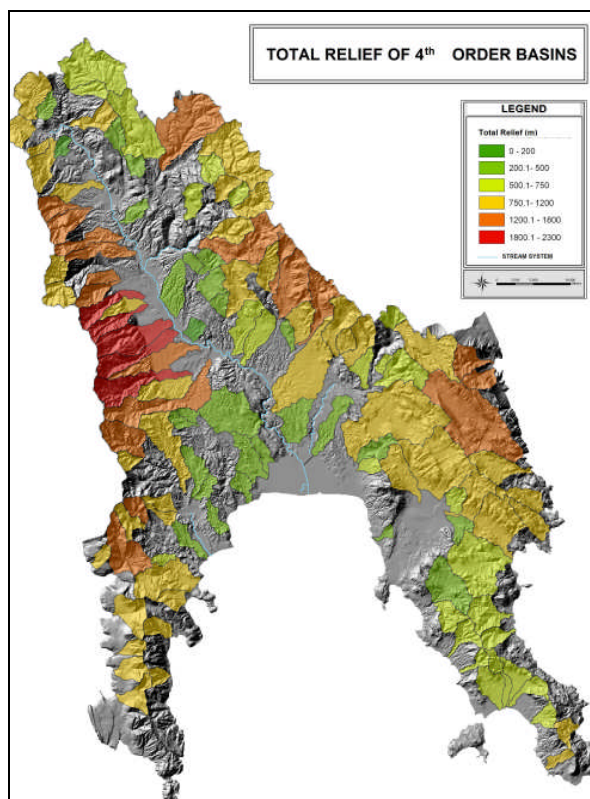 TOTAL RELIEF OF 4th ORDER BASINS
LEGEND
Total Relief (m)
0 - 200
200.1- 500
500.1- 750
750.1- 1200
1200.1 - 1800
1800.1 - 2300
STREAM SYSTEM